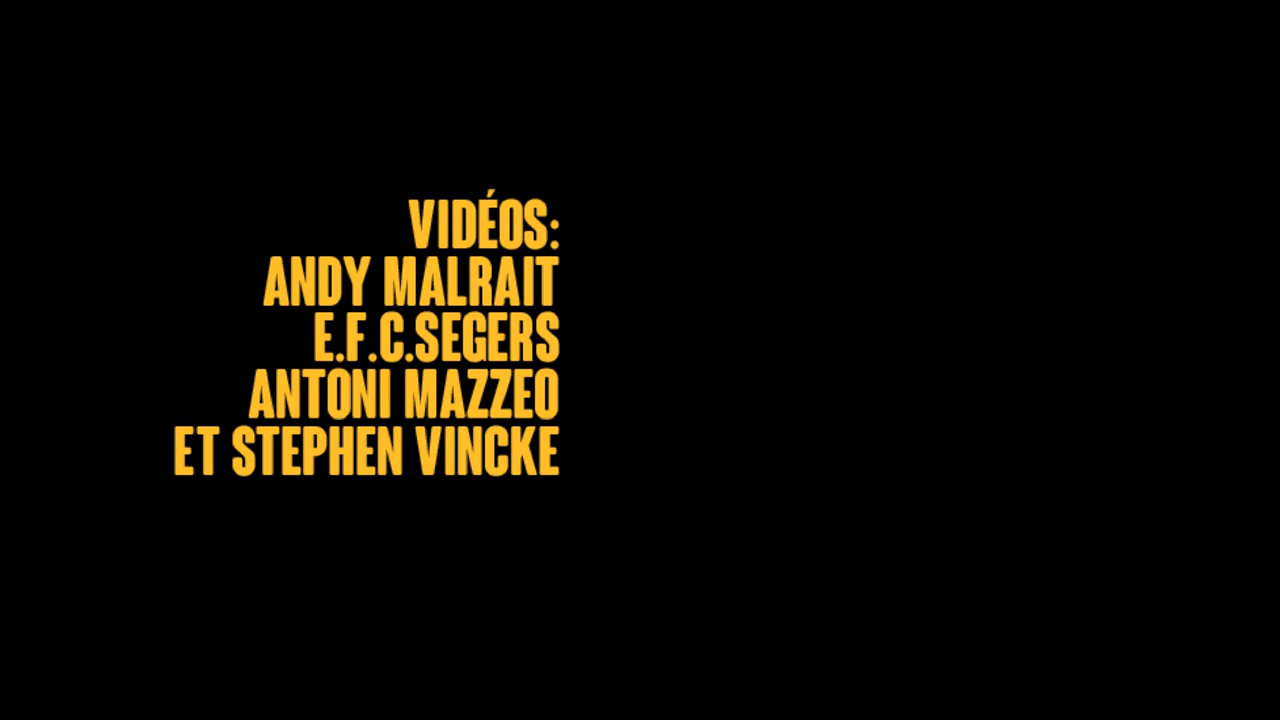 VIDÉOS:
ANDY MALRAIT
E.F.C.SEGERS
ANTONI MAZZEO
ET STEPHEN VINCKE